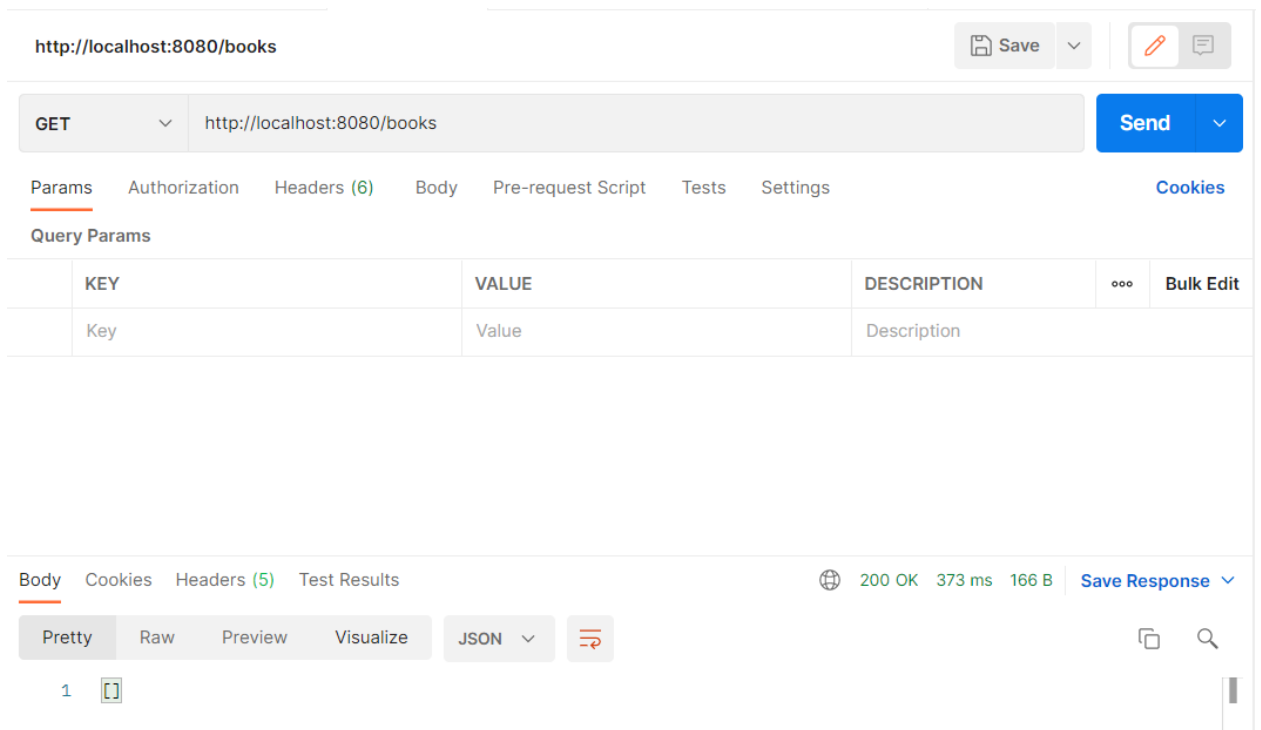 http://localhost:8080/books Save
GET http://localhost:8080/books Send
Params Authorization Headers (6) Body Pre-request Script Tests Settings Cookies
Query Params
KEY VALUE DESCRIPTION ooo Bulk Edit
Key Value Description
Body Cookies Headers (5) Test Results 200 OK 373 ms 166 B Save Response
Pretty Raw Preview Visualize JSON
1 []